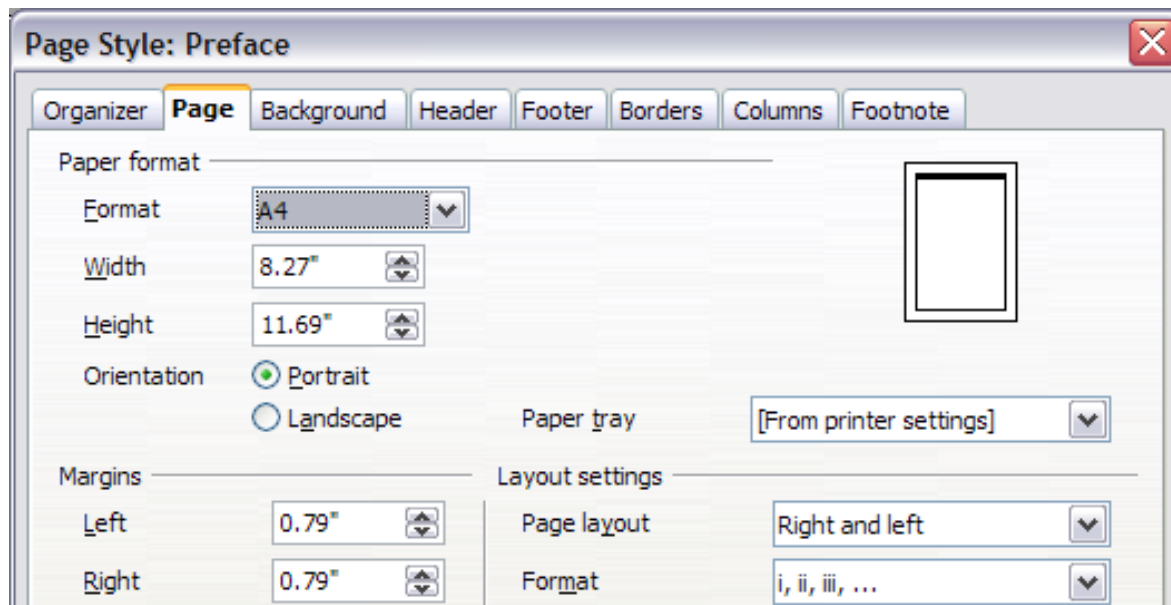 Page Style: Preface
Organizer Page Background Header Footer Borders Columns Footnote
Paper format
Format A4
Width 8.27"
Height 11.69"
Orientation Portrait
Landscape Paper tray [From printer settings]
Margins Layout settings
Left 0.79" Page layout Right and left
Right 0.79" Format i, ii, iii, ...